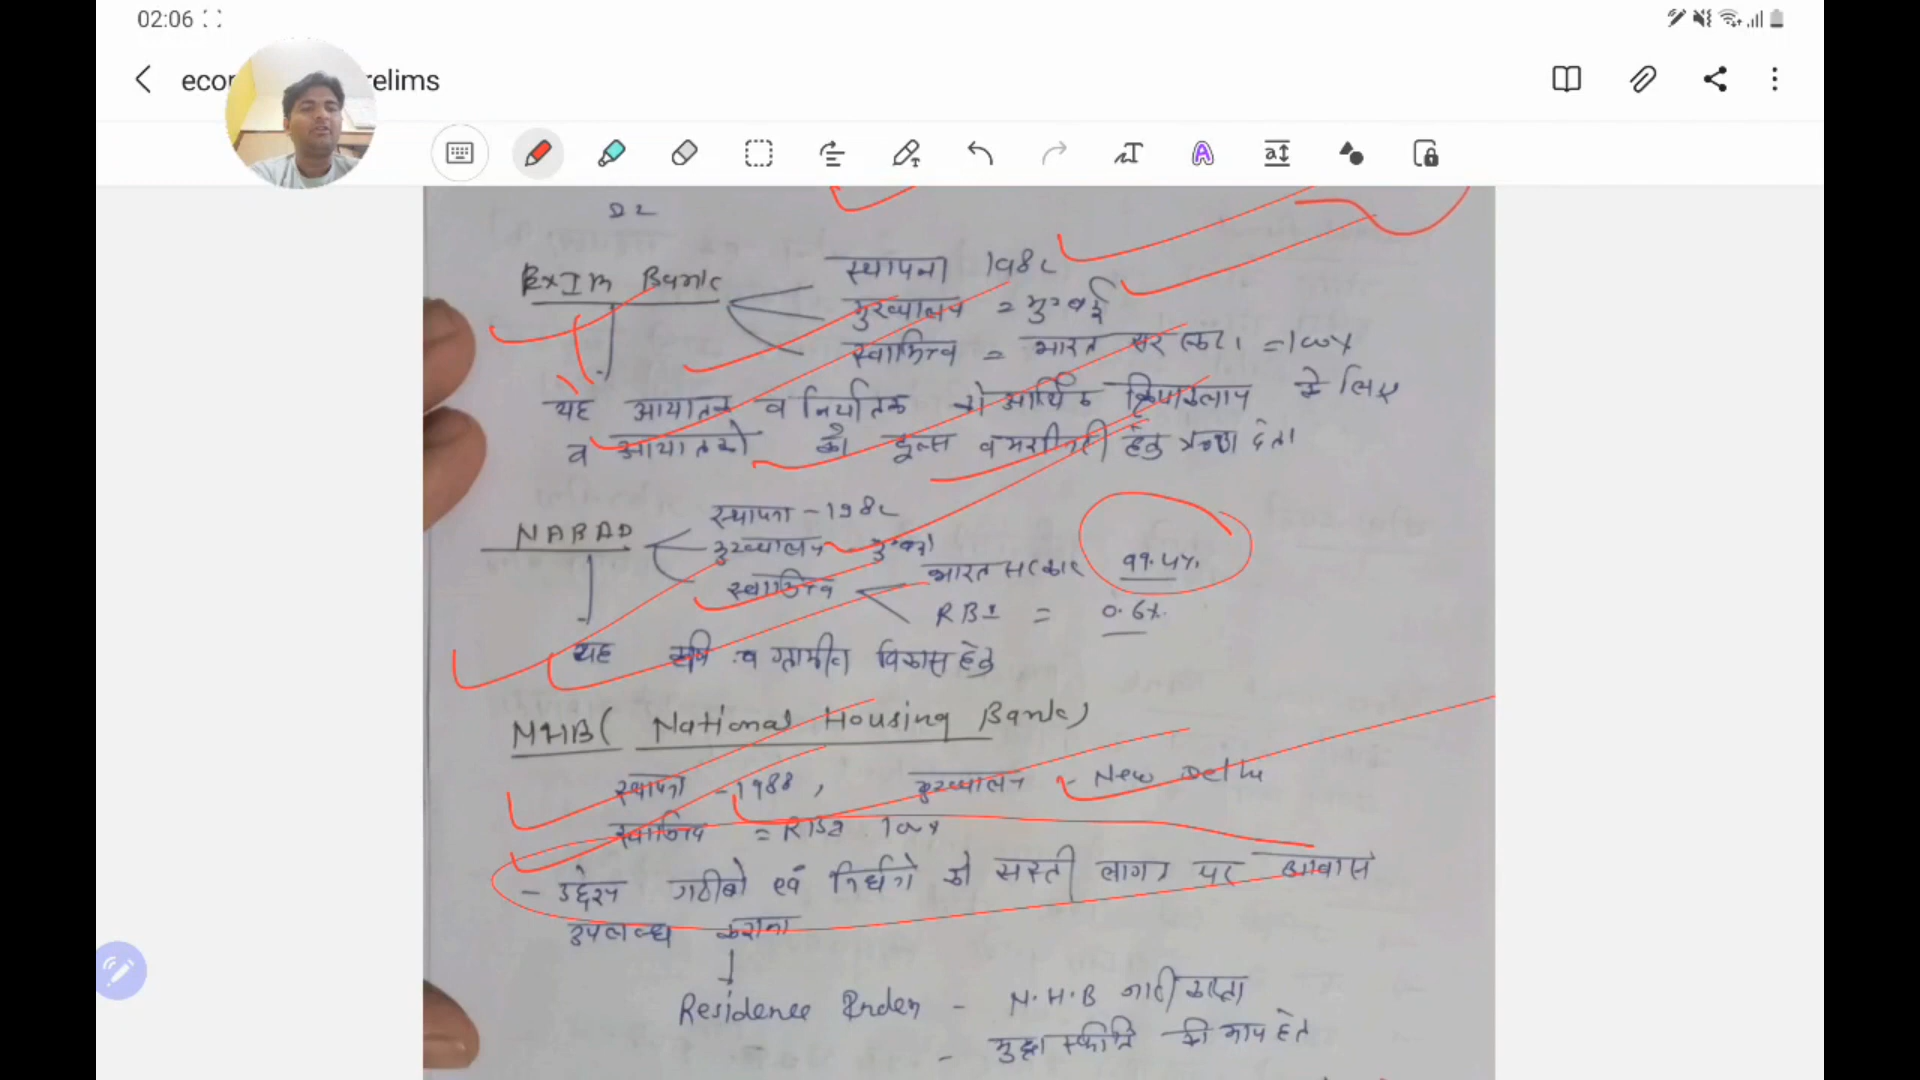 02:06
econ relims
EXIM Bank
स्थापना 1982
मुख्यालय = मुम्बई
स्वामित्व = भारत सरकार = 100%
यह आयातक व निर्यातक को आर्थिक क्रियाकलाप के लिए
व आयातको को टूल्स व मशीनरी हेतु ऋण देता
NABAD
स्थापना - 1982
मुख्यालय - मुम्बई
स्वामित्व
भारत सरकार 99.4%
RBI = 0.6%
यह कृषि व ग्रामीण विकास हेतु
NHB ( National Housing Bank )
स्थापना - 1988, मुख्यालय - New Delhi
स्वामित्व = RBI 100%
- उद्देश्य गरीबो एवं निर्धनो को सस्ती लागत पर आवास
उपलब्ध कराना
Residence Index - N.H.B जारी करता
- मुद्रा स्फीति की माप हेतु